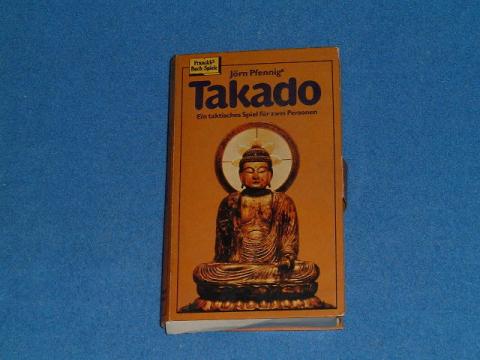 Franckh's
Buch-Spiele
Jörn Pfennig
Takado
Ein taktisches Spiel für zwei Personen